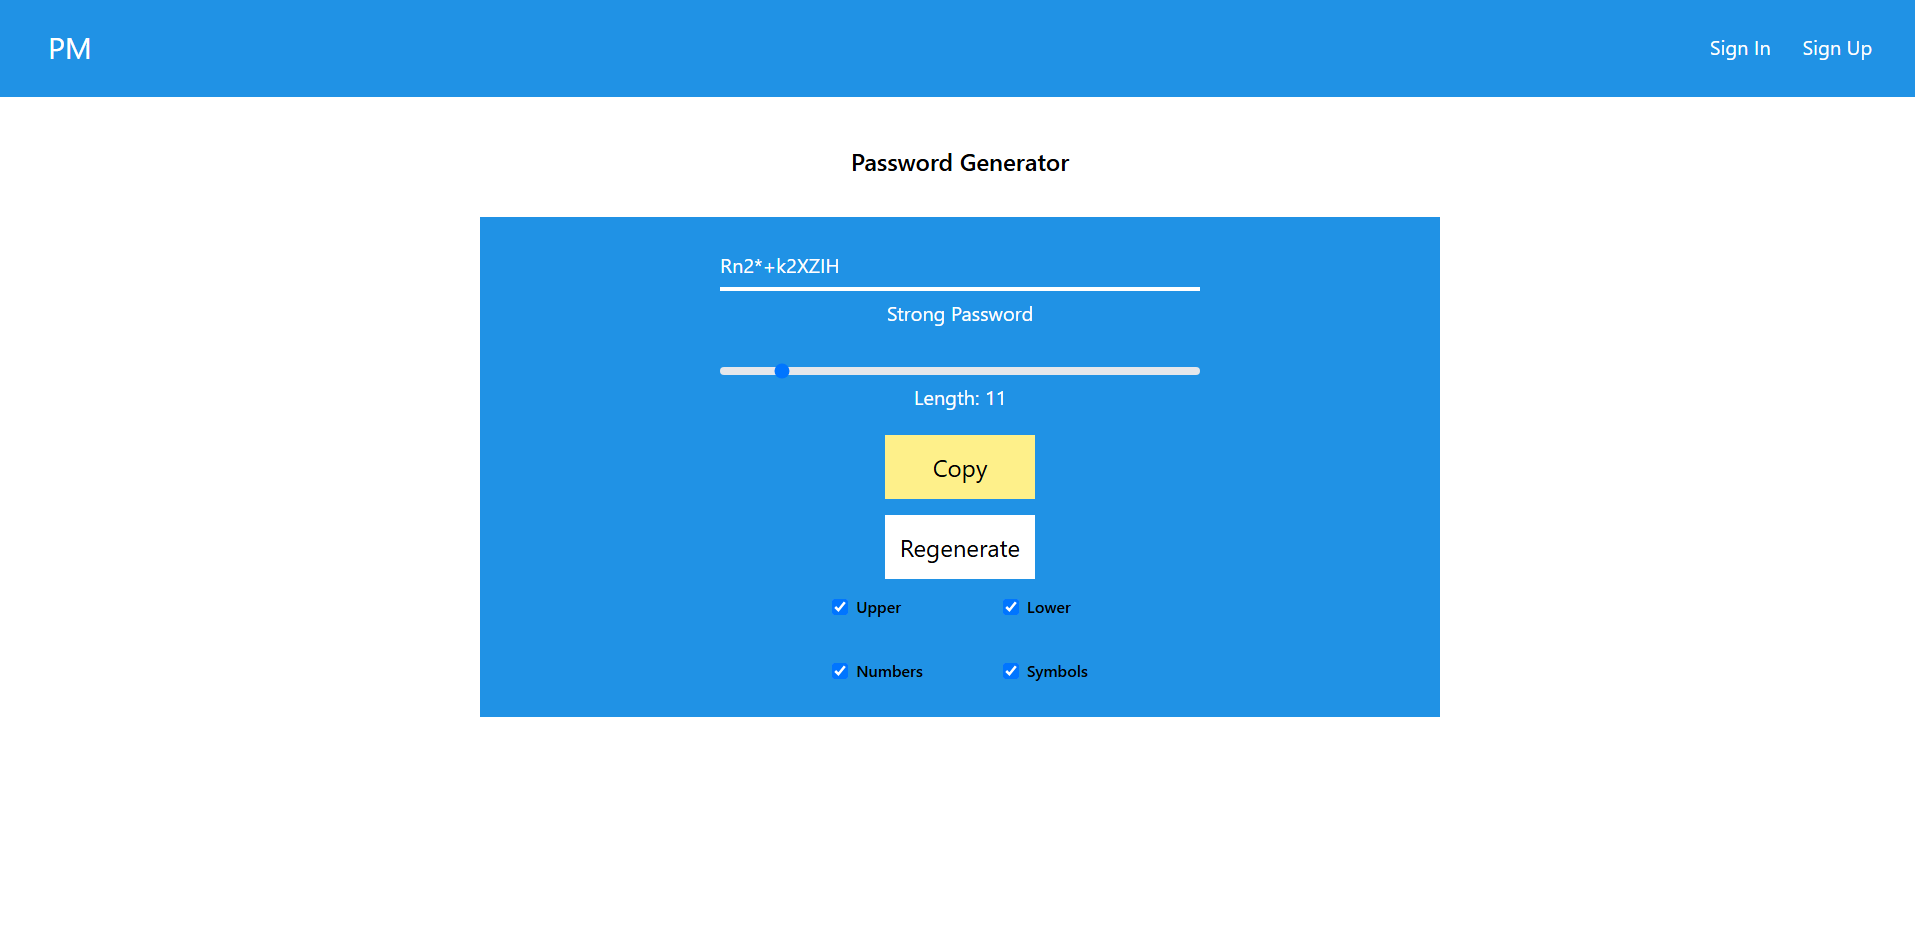 PM
Sign In Sign Up
Password Generator
Rn2*+k2XZIH
Strong Password
Length: 11
Copy
Regenerate
Upper Lower
Numbers Symbols